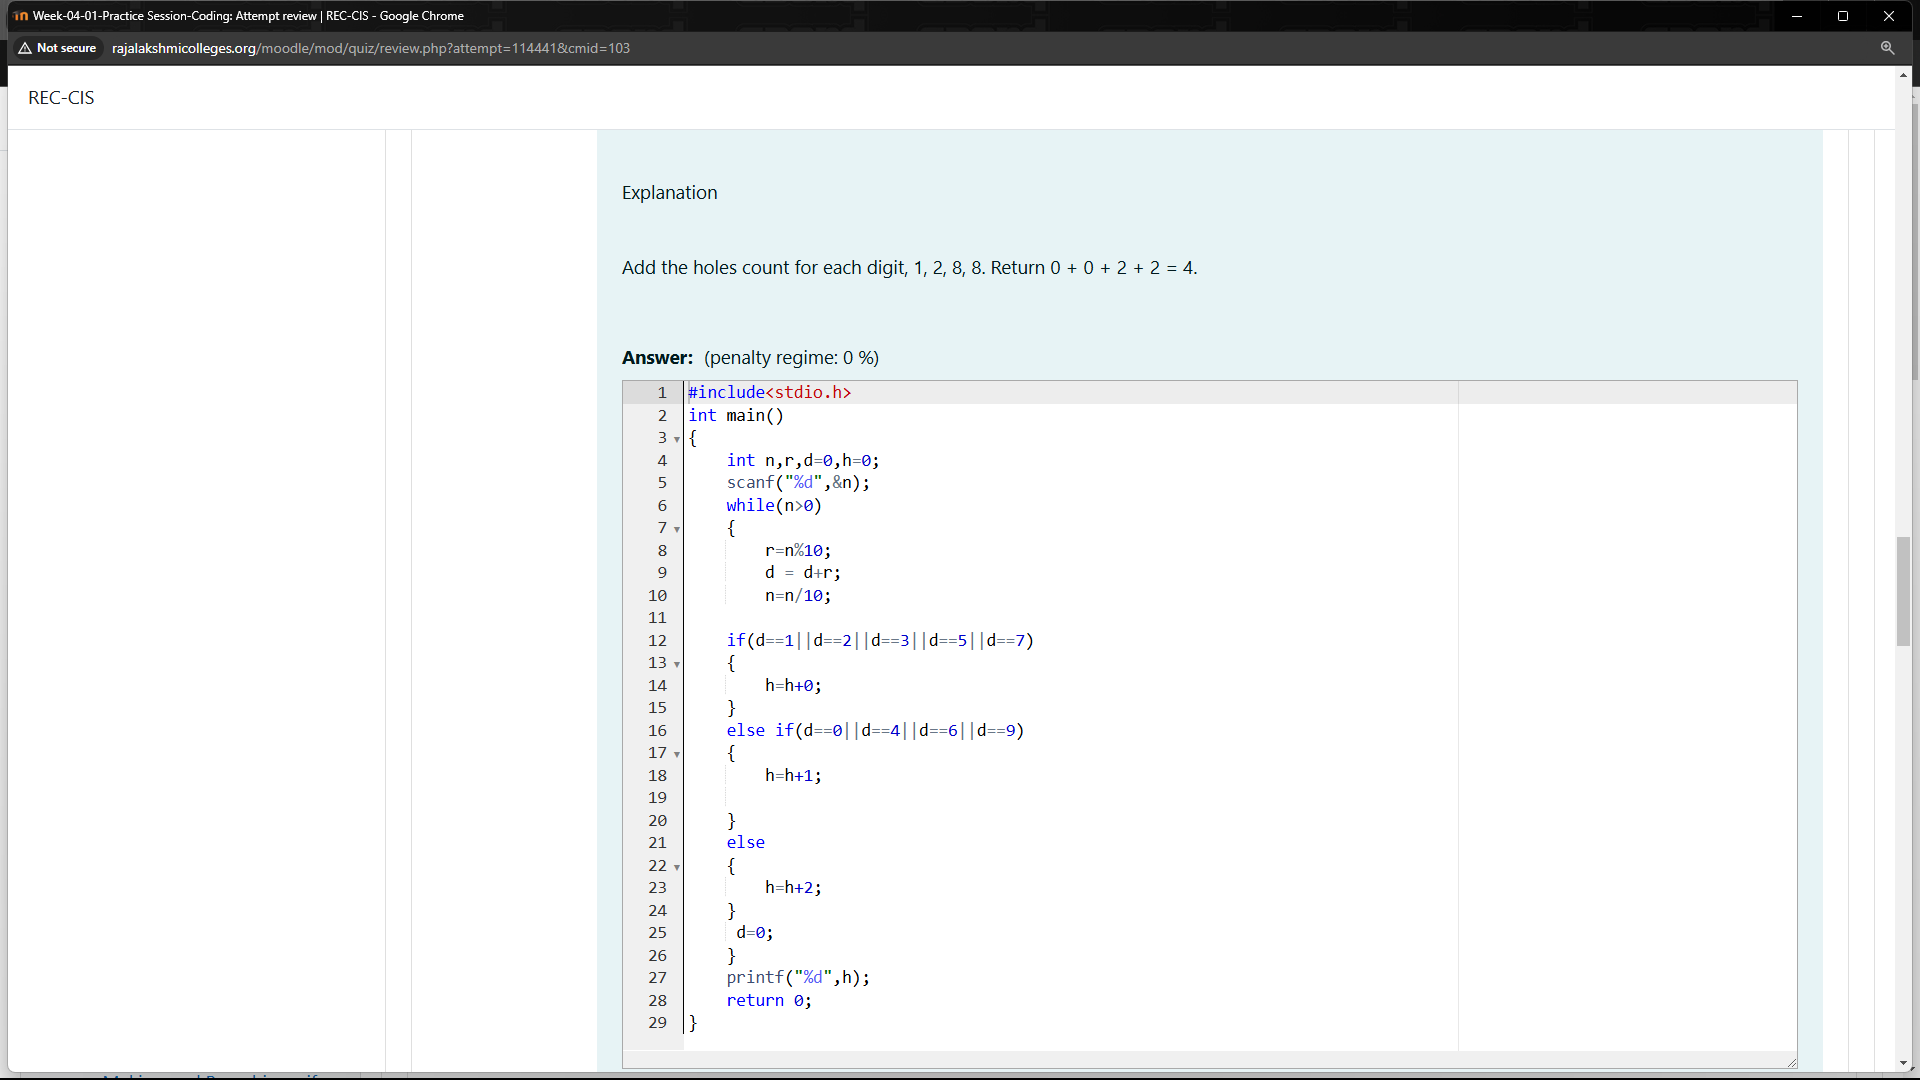 Week-04-01-Practice Session-Coding: Attempt review | REC-CIS - Google Chrome
Not secure rajalakshmicolleges.org/moodle/mod/quiz/review.php?attempt=114441&cmid=103
REC-CIS
Explanation
Add the holes count for each digit, 1, 2, 8, 8. Return 0 + 0 + 2 + 2 = 4.
Answer: (penalty regime: 0 %)
1 #include<stdio.h>
2 int main()
3 {
4 int n,r,d=0,h=0;
5 scanf("%d",&n);
6 while(n>0)
7 {
8 r=n%10;
9 d = d+r;
10 n=n/10;
11
12 if(d==1||d==2||d==3||d==5||d==7)
13 {
14 h=h+0;
15 }
16 else if(d==0||d==4||d==6||d==9)
17 {
18 h=h+1;
19
20 }
21 else
22 {
23 h=h+2;
24 }
25 d=0;
26 }
27 printf("%d",h);
28 return 0;
29 }